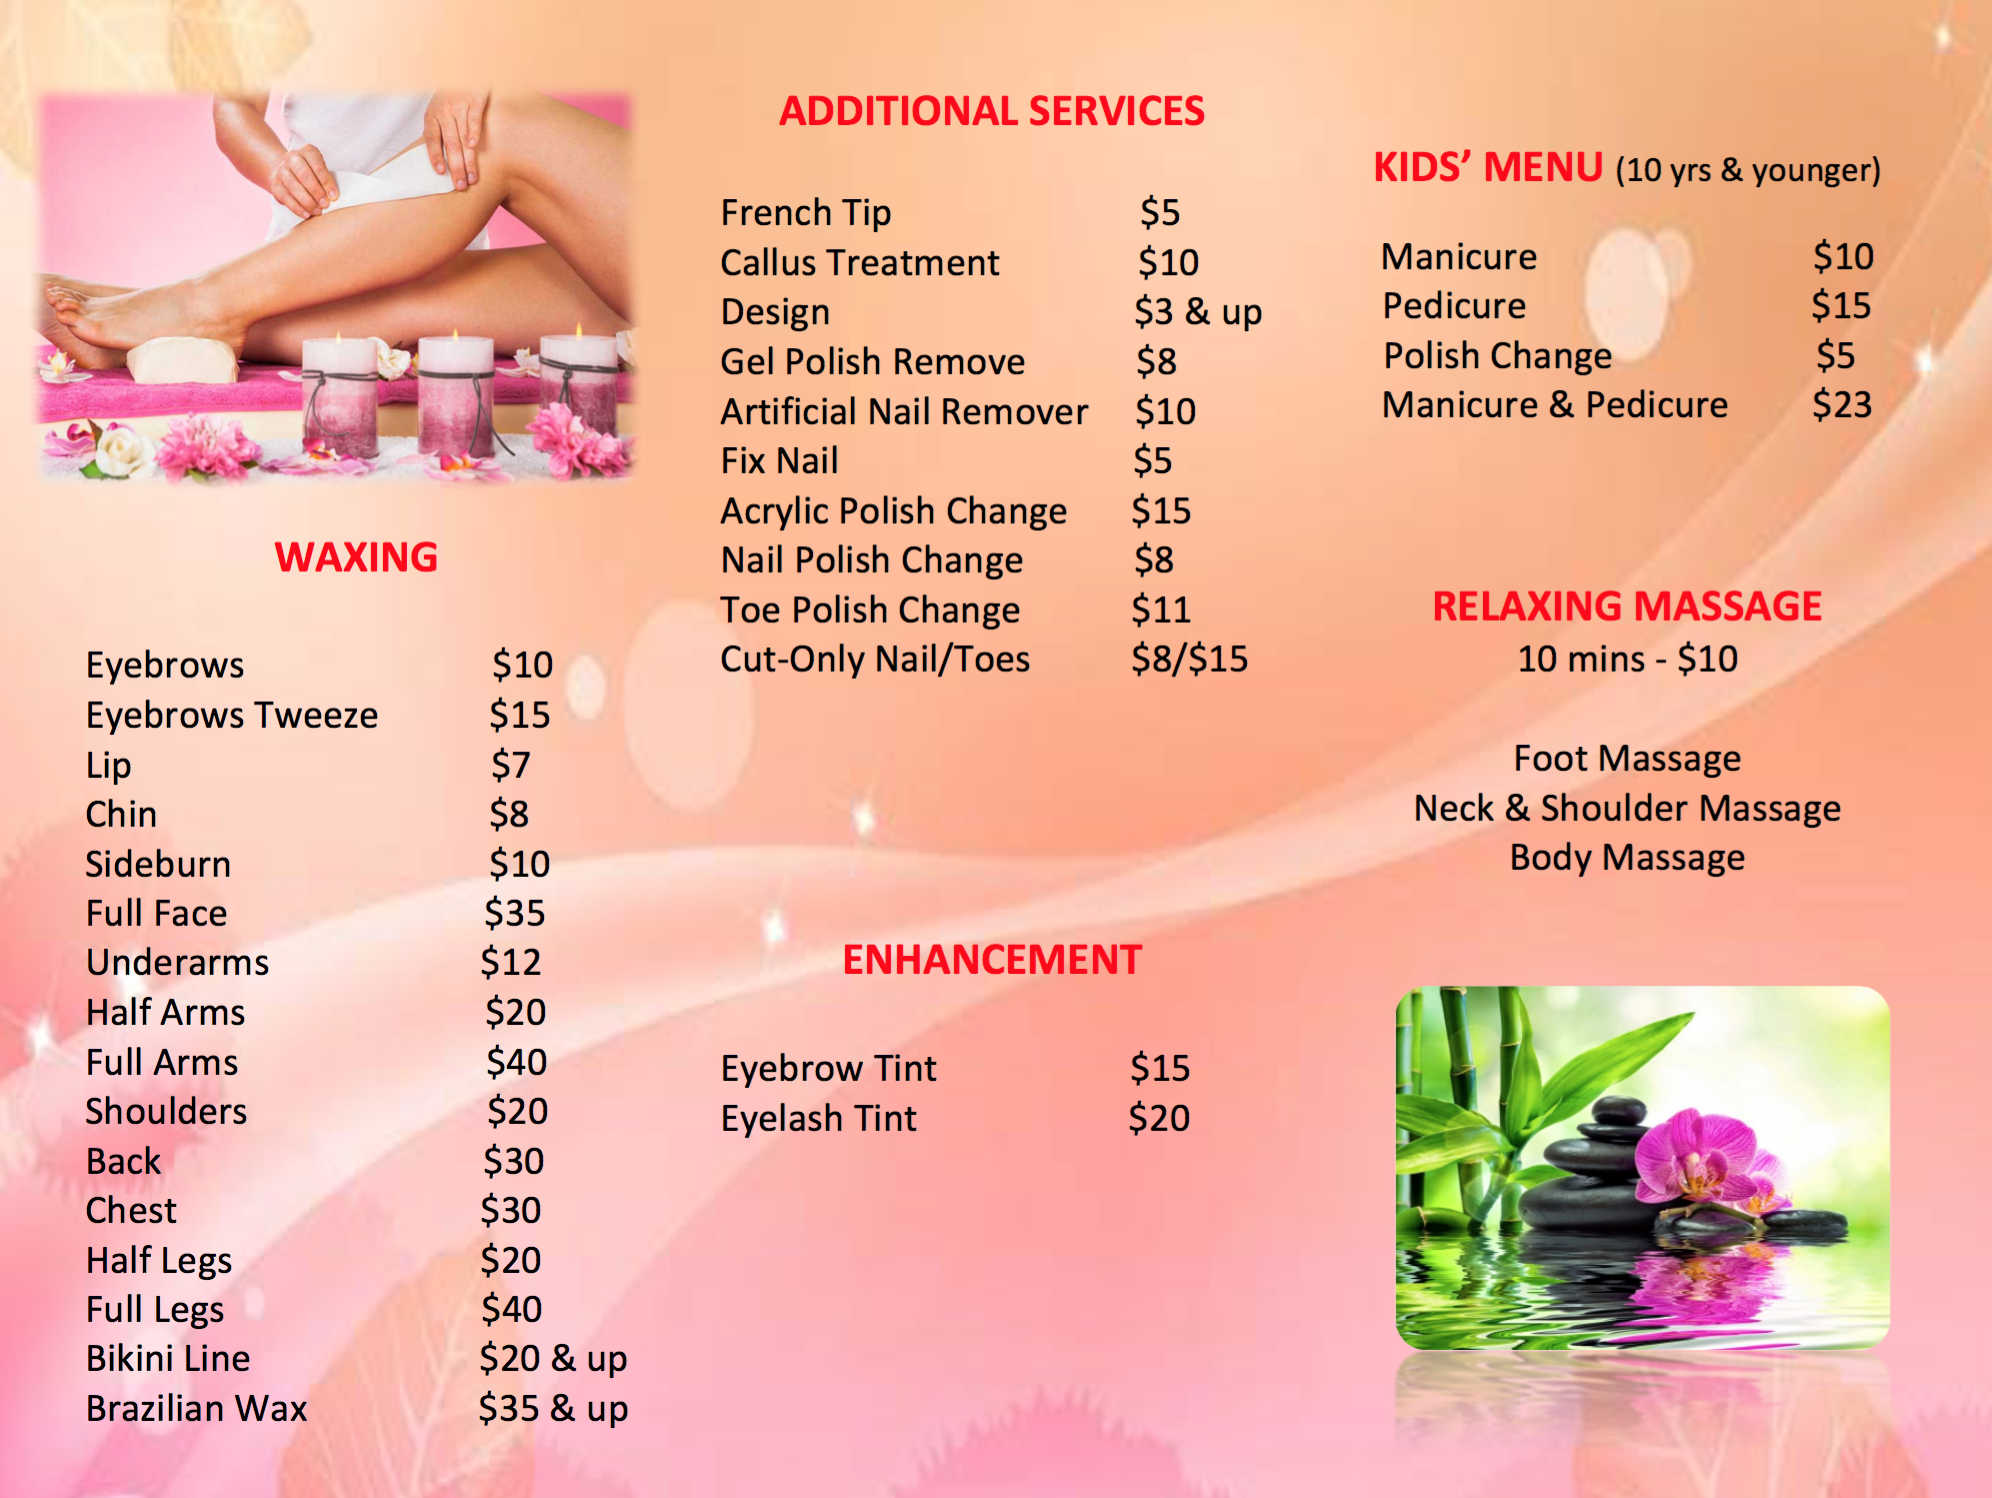 WAXING
Eyebrows $10
Eyebrows Tweeze $15
Lip $7
Chin $8
Sideburn $10
Full Face $35
Underarms $12
Half Arms $20
Full Arms $40
Shoulders $20
Back $30
Chest $30
Half Legs $20
Full Legs $40
Bikini Line $20 & up
Brazilian Wax $35 & up
ADDITIONAL SERVICES
French Tip $5
Callus Treatment $10
Design $3 & up
Gel Polish Remove $8
Artificial Nail Remover $10
Fix Nail $5
Acrylic Polish Change $15
Nail Polish Change $8
Toe Polish Change $11
Cut-Only Nail/Toes $8/$15
ENHANCEMENT
Eyebrow Tint $15
Eyelash Tint $20
KIDS’ MENU (10 yrs & younger)
Manicure $10
Pedicure $15
Polish Change $5
Manicure & Pedicure $23
RELAXING MASSAGE
10 mins - $10
Foot Massage
Neck & Shoulder Massage
Body Massage